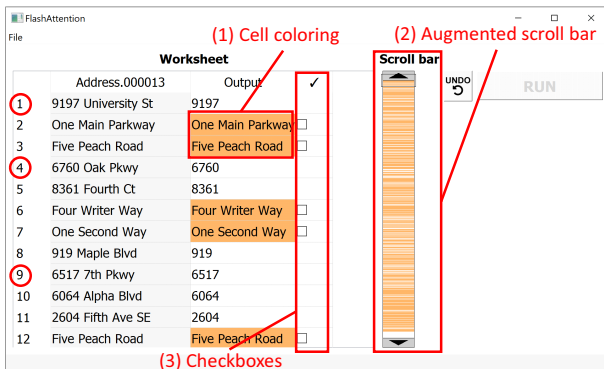 FlashAttention
File
(1) Cell coloring
(2) Augmented scroll bar
Worksheet
Scroll bar
Address.000013 Output ✓
UNDO
RUN
1 9197 University St 9197
2 One Main Parkway One Main Parkway
3 Five Peach Road Five Peach Road
4 6760 Oak Pkwy 6760
5 8361 Fourth Ct 8361
6 Four Writer Way Four Writer Way
7 One Second Way One Second Way
8 919 Maple Blvd 919
9 6517 7th Pkwy 6517
10 6064 Alpha Blvd 6064
11 2604 Fifth Ave SE 2604
12 Five Peach Road Five Peach Road
(3) Checkboxes